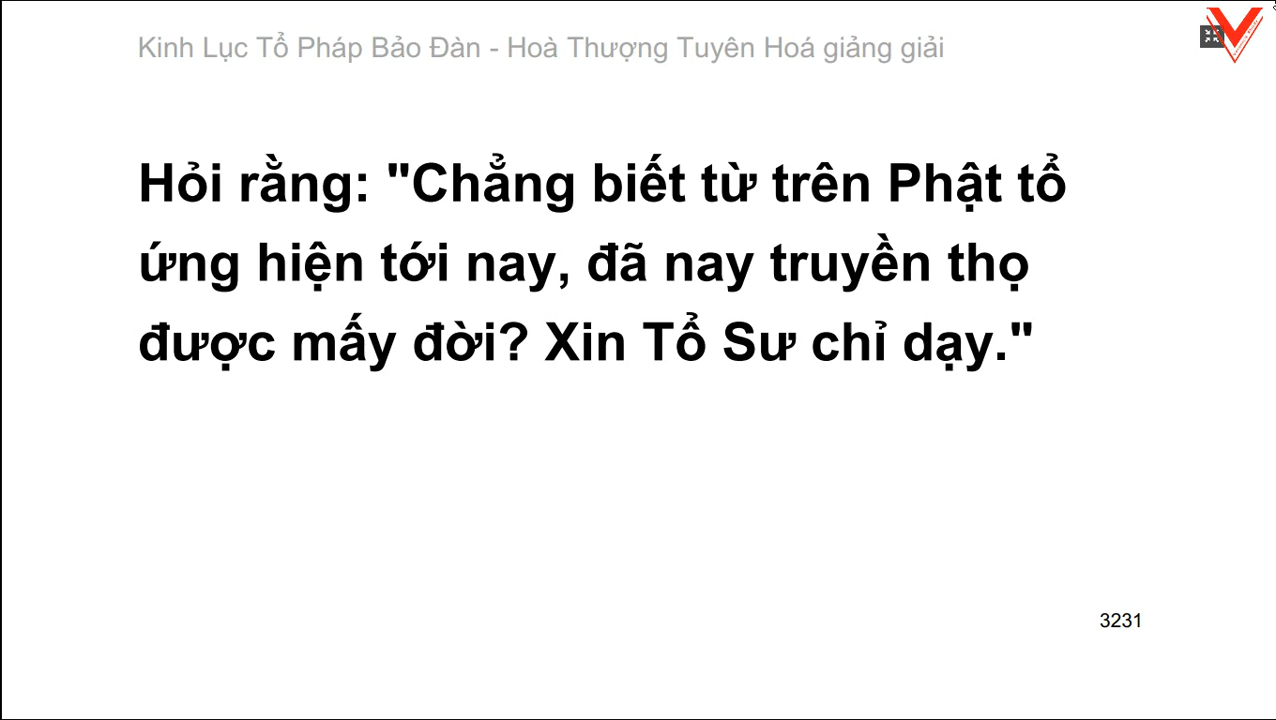 Kinh Lục Tổ Pháp Bảo Đàn - Hoà Thượng Tuyên Hoá giảng giải
Hỏi rằng: "Chẳng biết từ trên Phật tổ
ứng hiện tới nay, đã nay truyền thọ
được mấy đời? Xin Tổ Sư chỉ dạy."
3231